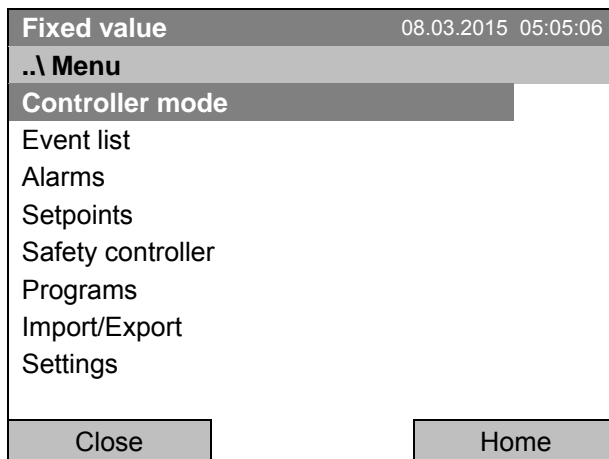 Fixed value 08.03.2015 05:05:06
..\ Menu
Controller mode
Event list
Alarms
Setpoints
Safety controller
Programs
Import/Export
Settings
Close Home